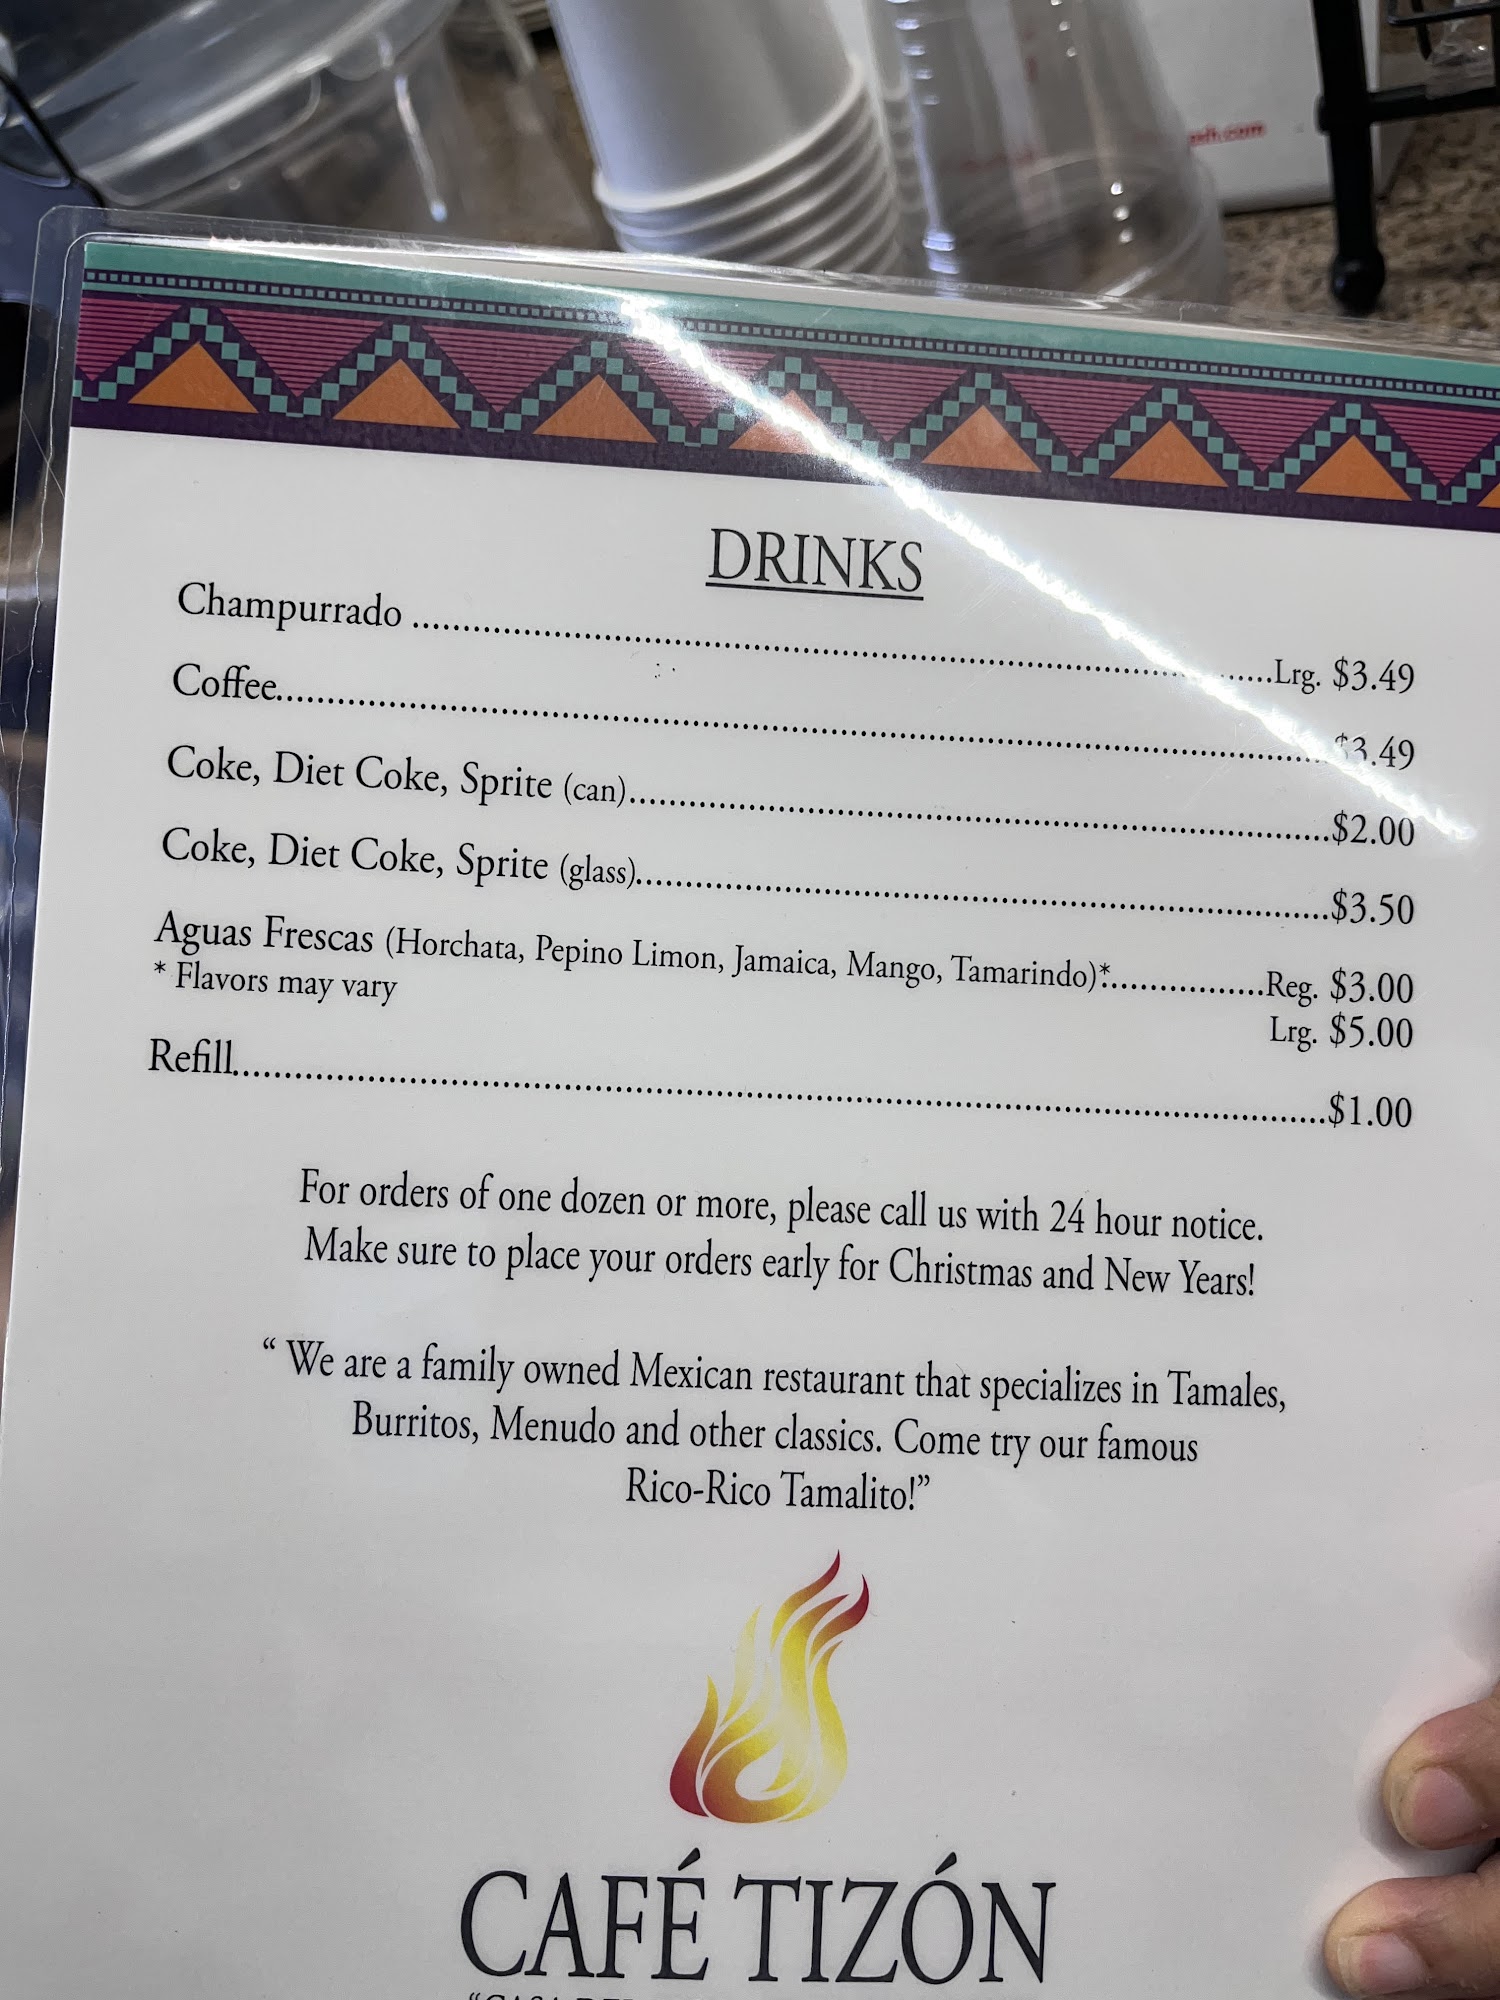 DRINKS
Champurrado ........ Lrg. $3.49
Coffee........ $3.49
Coke, Diet Coke, Sprite (can)........ $2.00
Coke, Diet Coke, Sprite (glass)........ $3.50
Aguas Frescas (Horchata, Pepino Limon, Jamaica, Mango, Tamarindo)*........ Reg. $3.00
* Flavors may vary
Lrg. $5.00
Refill........ $1.00
For orders of one dozen or more, please call us with 24 hour notice.
Make sure to place your orders early for Christmas and New Years!
“ We are a family owned Mexican restaurant that specializes in Tamales,
Burritos, Menudo and other classics. Come try our famous
Rico-Rico Tamalito!”
CAFÉ TIZÓN